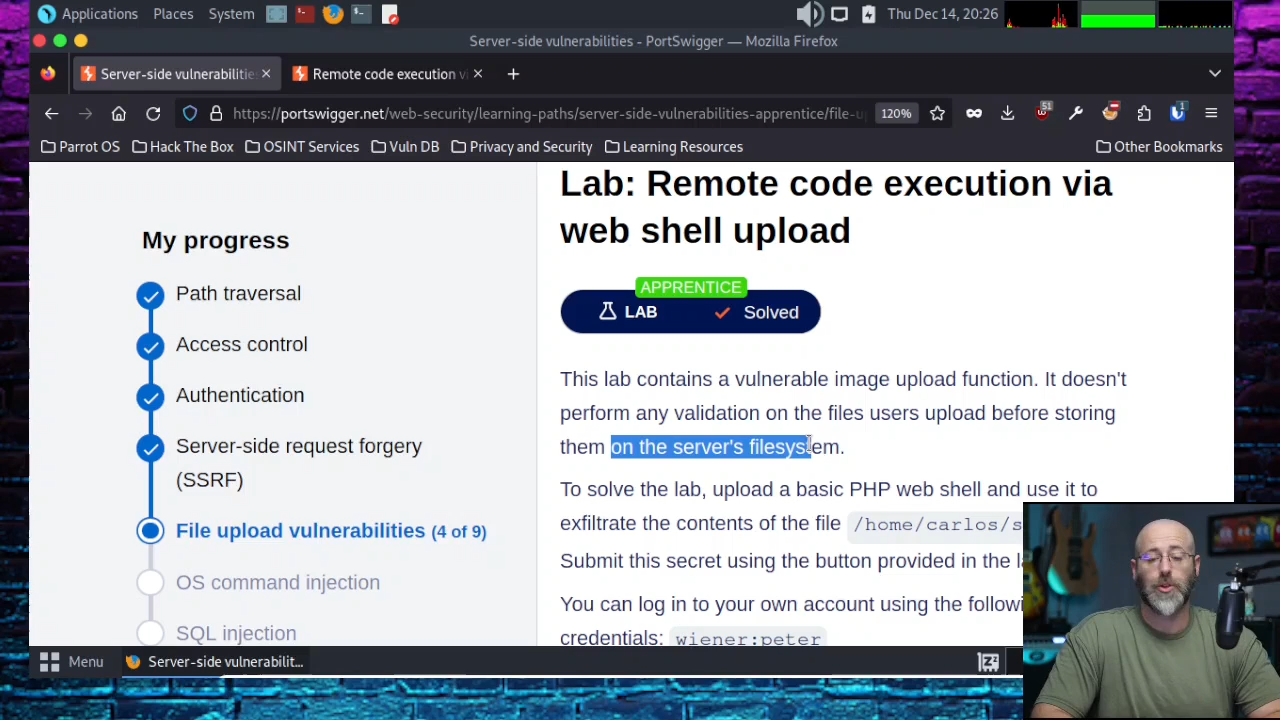 Applications Places System Thu Dec 14, 20:26
Server-side vulnerabilities - PortSwigger — Mozilla Firefox
Server-side vulnerabilitie Remote code execution vi
https://portswigger.net/web-security/learning-paths/server-side-vulnerabilities-apprentice/file-u 120% 51 1
Parrot OS Hack The Box OSINT Services Vuln DB Privacy and Security Learning Resources Other Bookmarks
My progress
Path traversal
Access control
Authentication
Server-side request forgery
(SSRF)
File upload vulnerabilities (4 of 9)
OS command injection
SQL injection
Lab: Remote code execution via
web shell upload
APPRENTICE
LAB Solved
This lab contains a vulnerable image upload function. It doesn't
perform any validation on the files users upload before storing
them on the server's filesystem.
To solve the lab, upload a basic PHP web shell and use it to
exfiltrate the contents of the file /home/carlos/s
Submit this secret using the button provided in the l
You can log in to your own account using the followi
credentials: wiener:peter
Menu Server-side vulnerabilit...